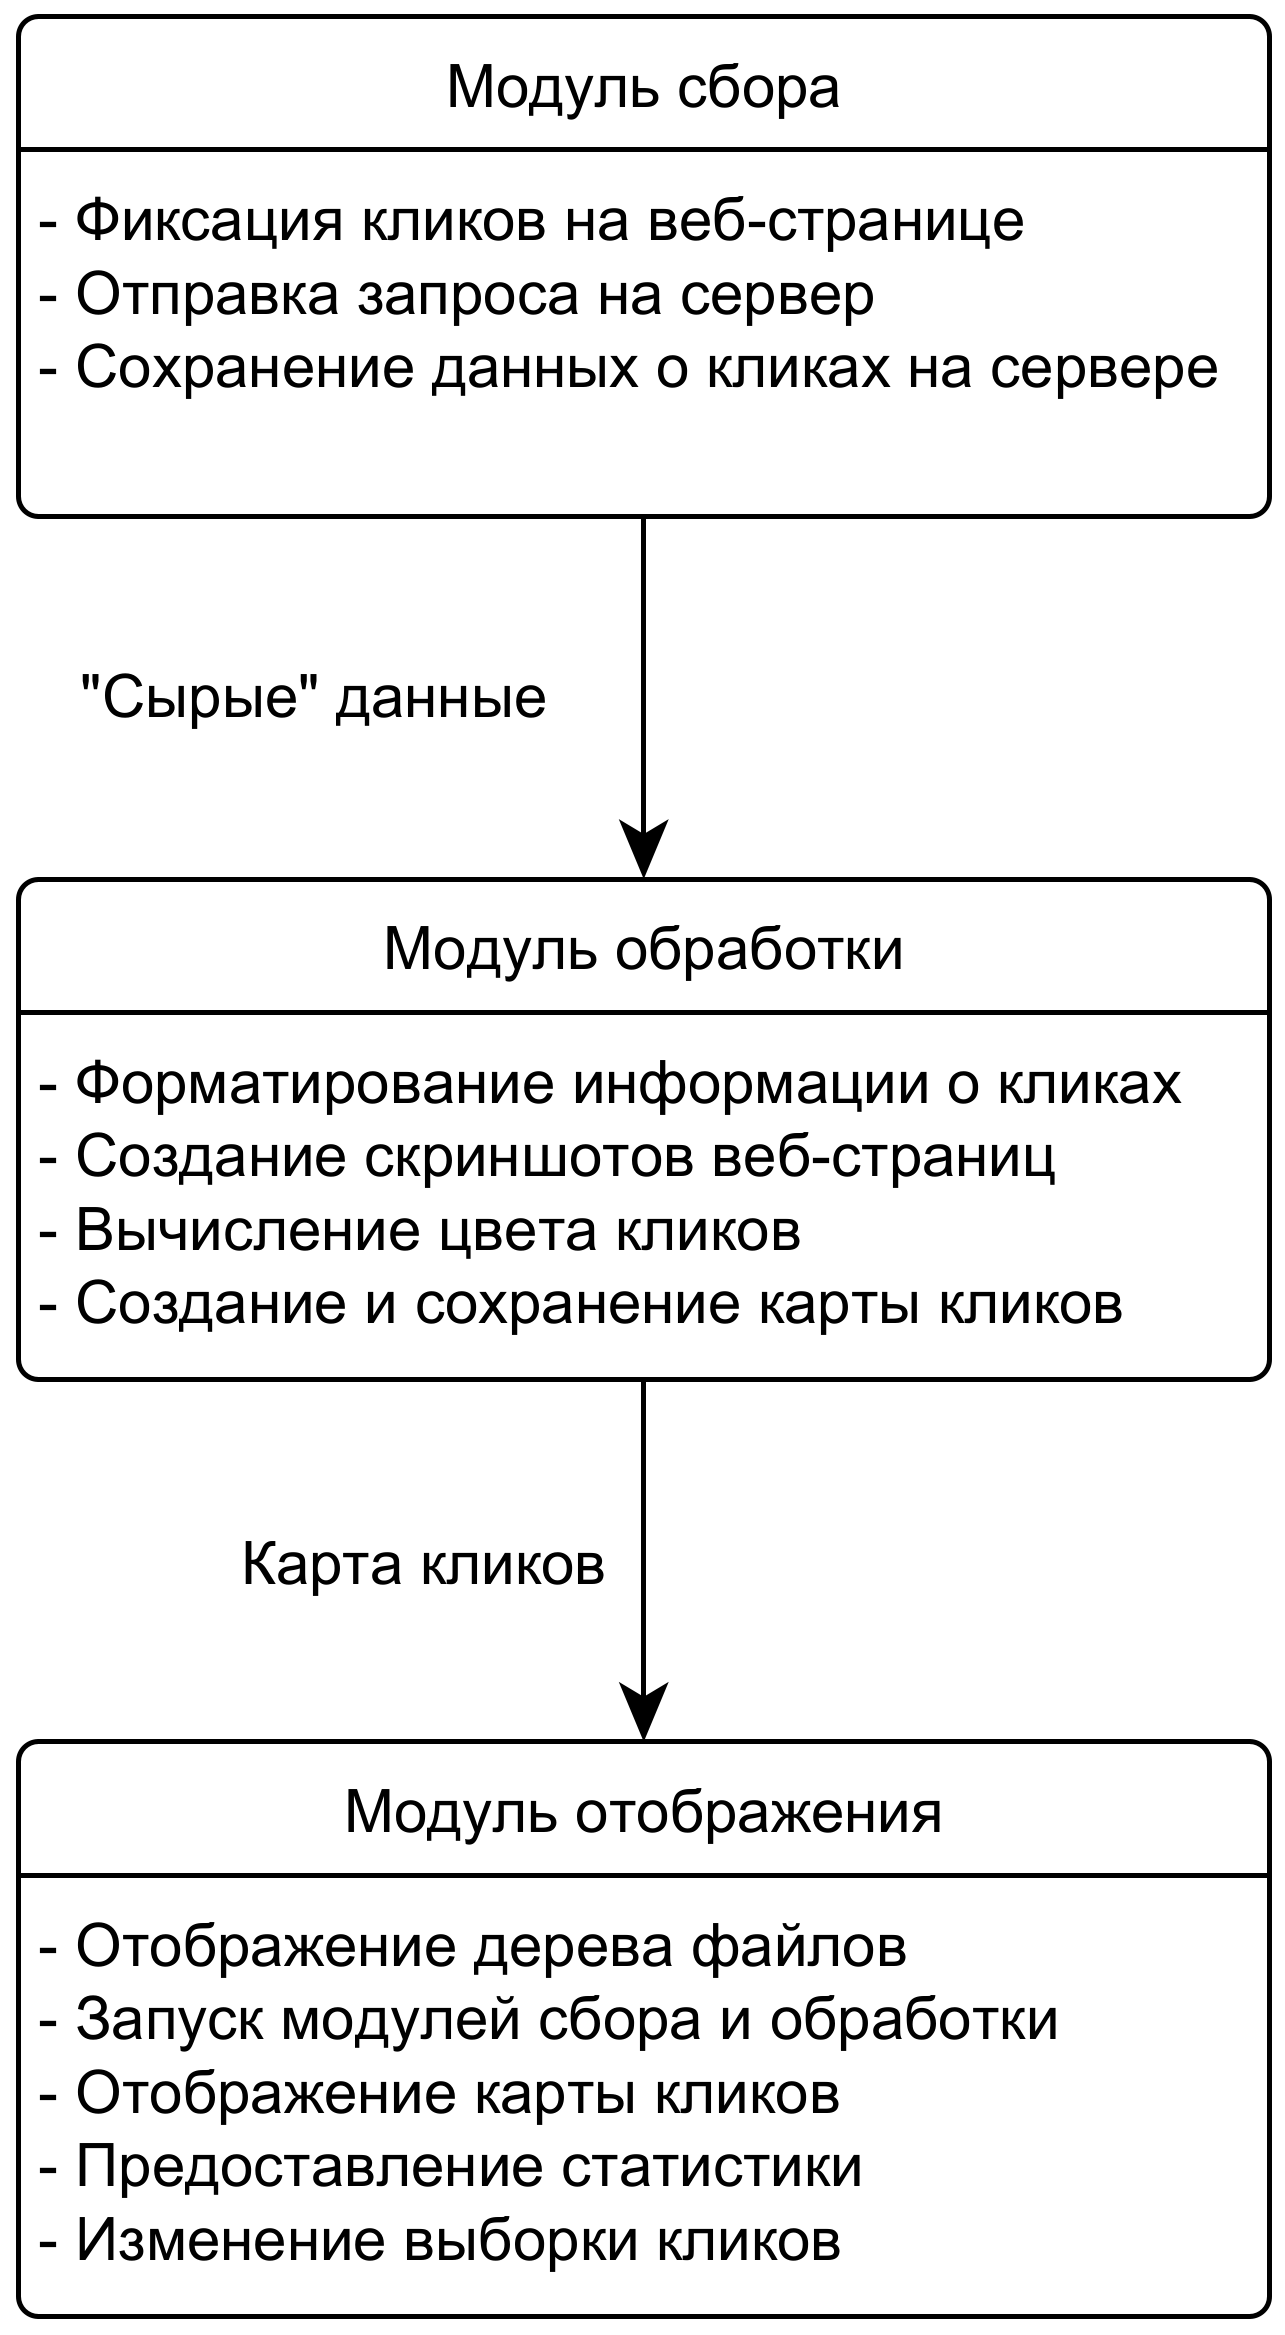 Модуль сбора
- Фиксация кликов на веб-странице
- Отправка запроса на сервер
- Сохранение данных о кликах на сервере
"Сырые" данные
Модуль обработки
- Форматирование информации о кликах
- Создание скриншотов веб-страниц
- Вычисление цвета кликов
- Создание и сохранение карты кликов
Карта кликов
Модуль отображения
- Отображение дерева файлов
- Запуск модулей сбора и обработки
- Отображение карты кликов
- Предоставление статистики
- Изменение выборки кликов